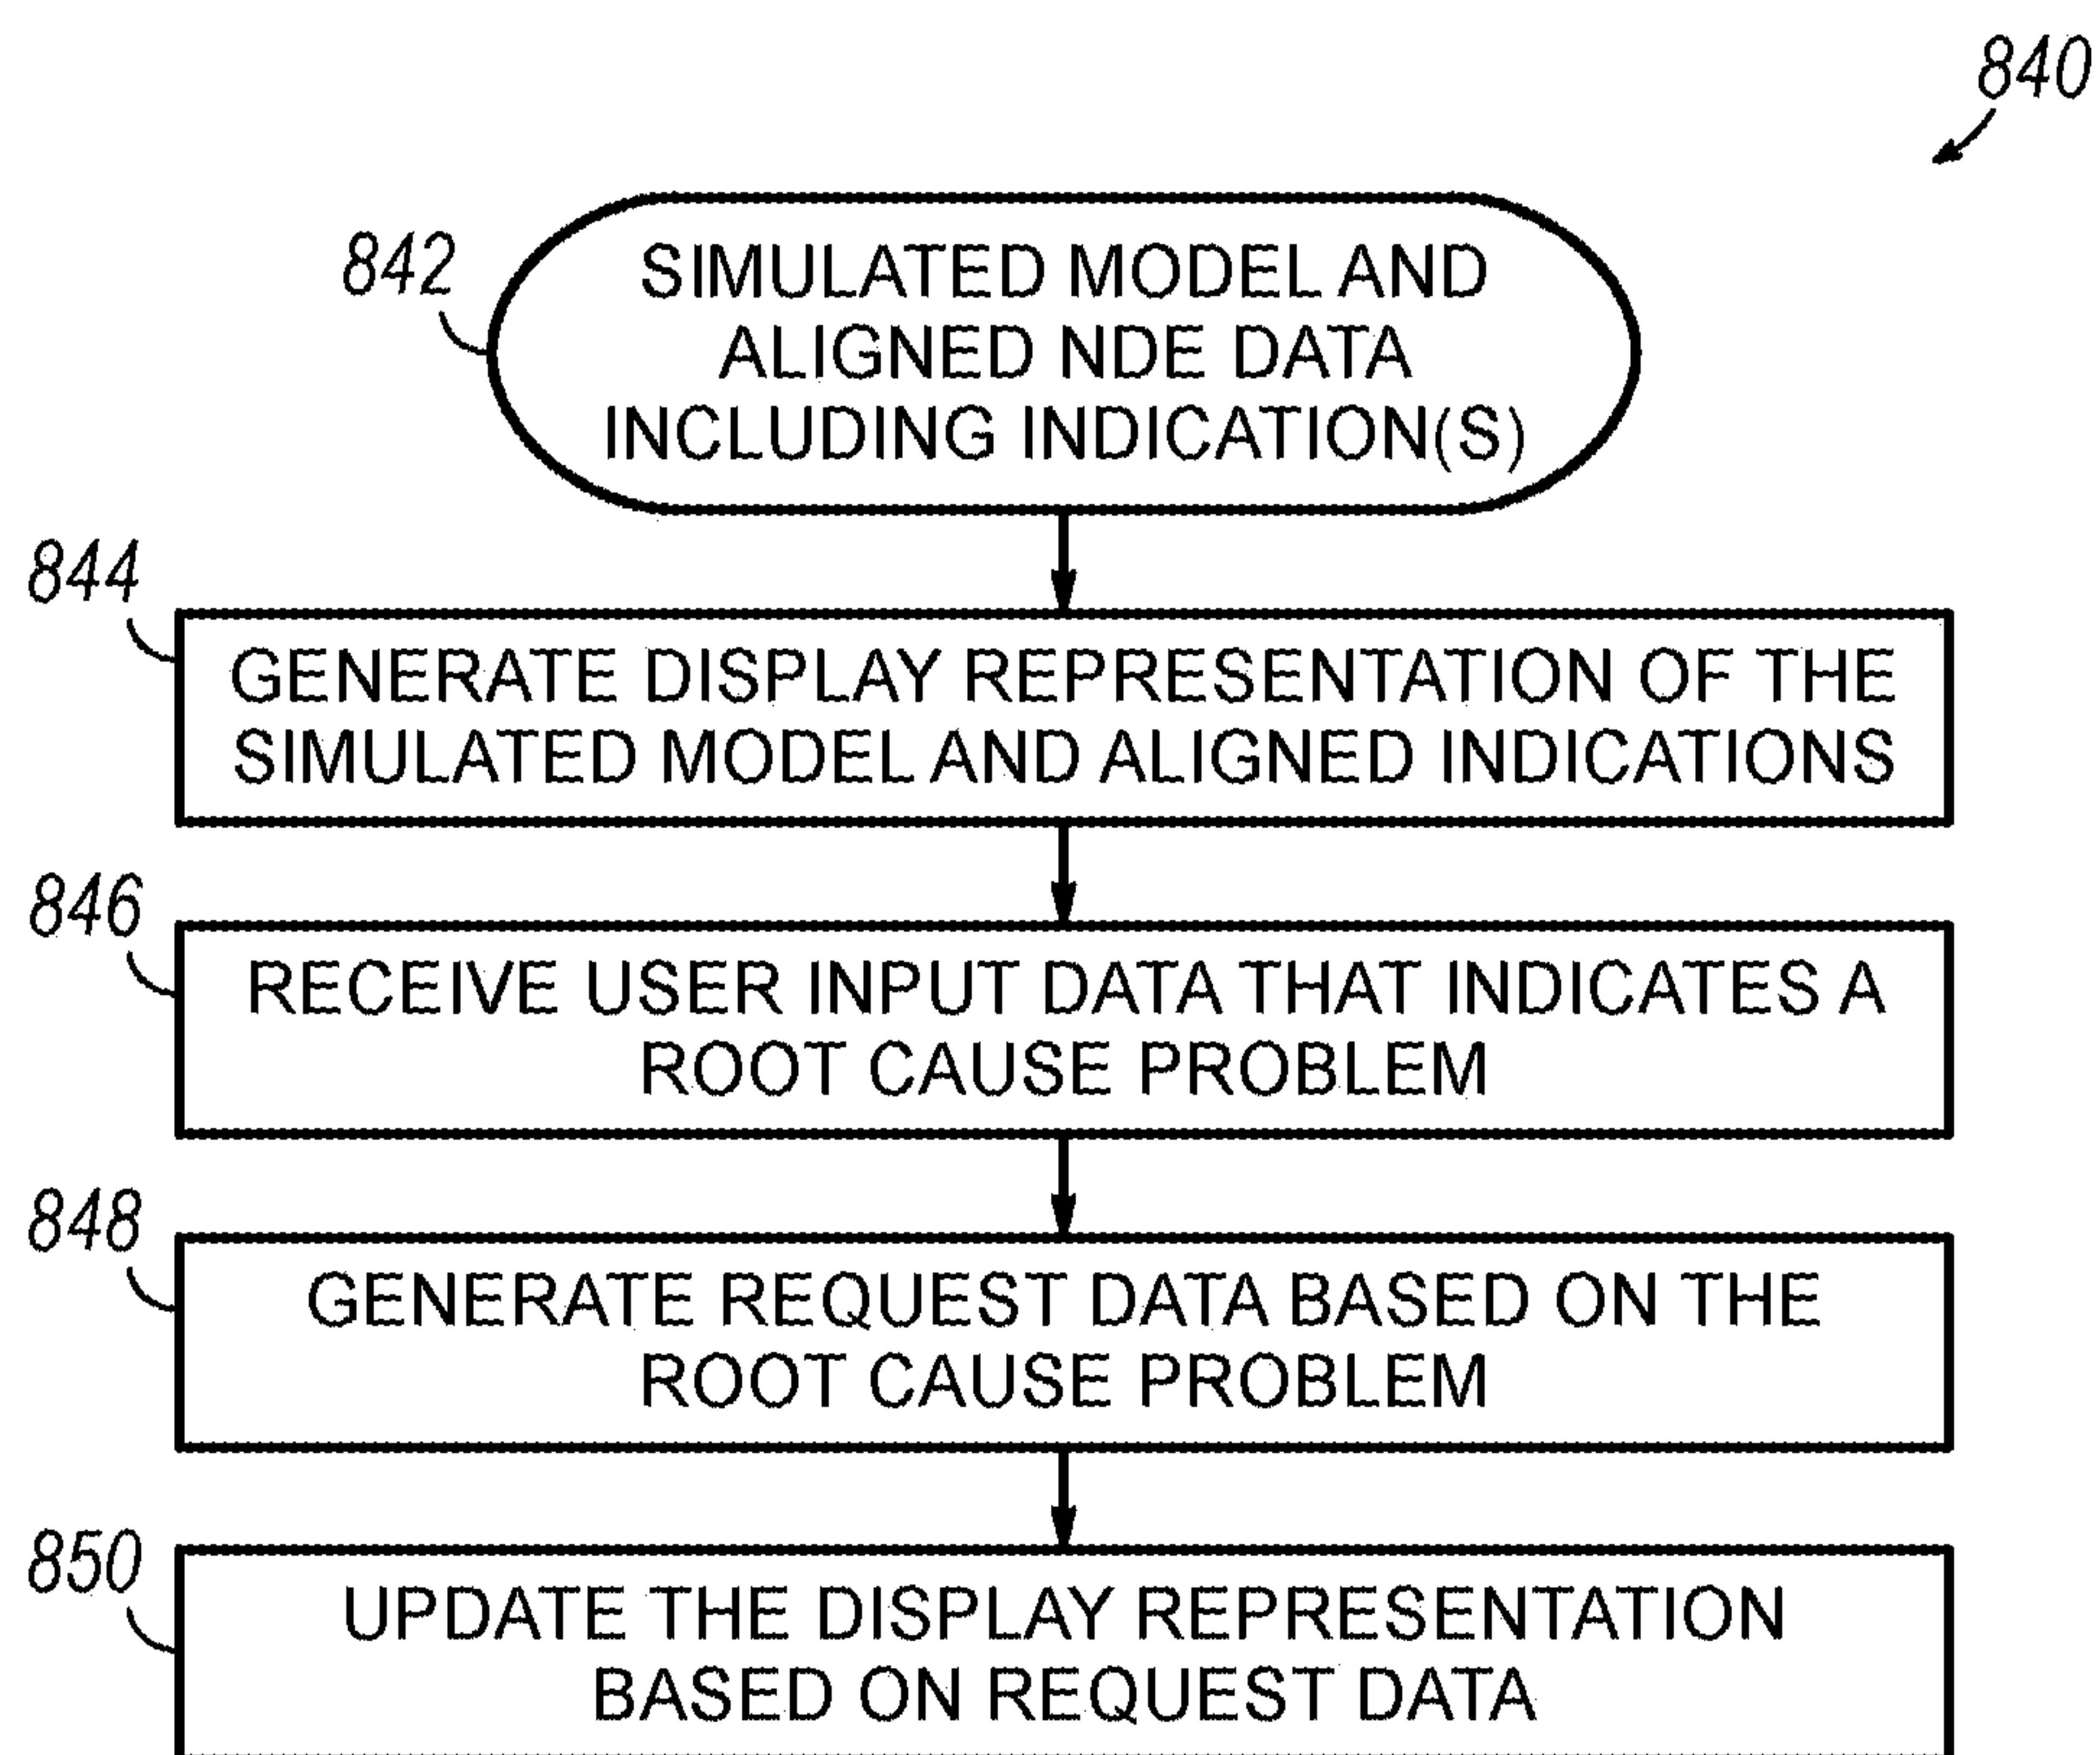 840
842
SIMULATED MODEL AND
ALIGNED NDE DATA
INCLUDING INDICATION(S)
844
GENERATE DISPLAY REPRESENTATION OF THE
SIMULATED MODEL AND ALIGNED INDICATIONS
846
RECEIVE USER INPUT DATA THAT INDICATES A
ROOT CAUSE PROBLEM
848
GENERATE REQUEST DATA BASED ON THE
ROOT CAUSE PROBLEM
850
UPDATE THE DISPLAY REPRESENTATION
BASED ON REQUEST DATA